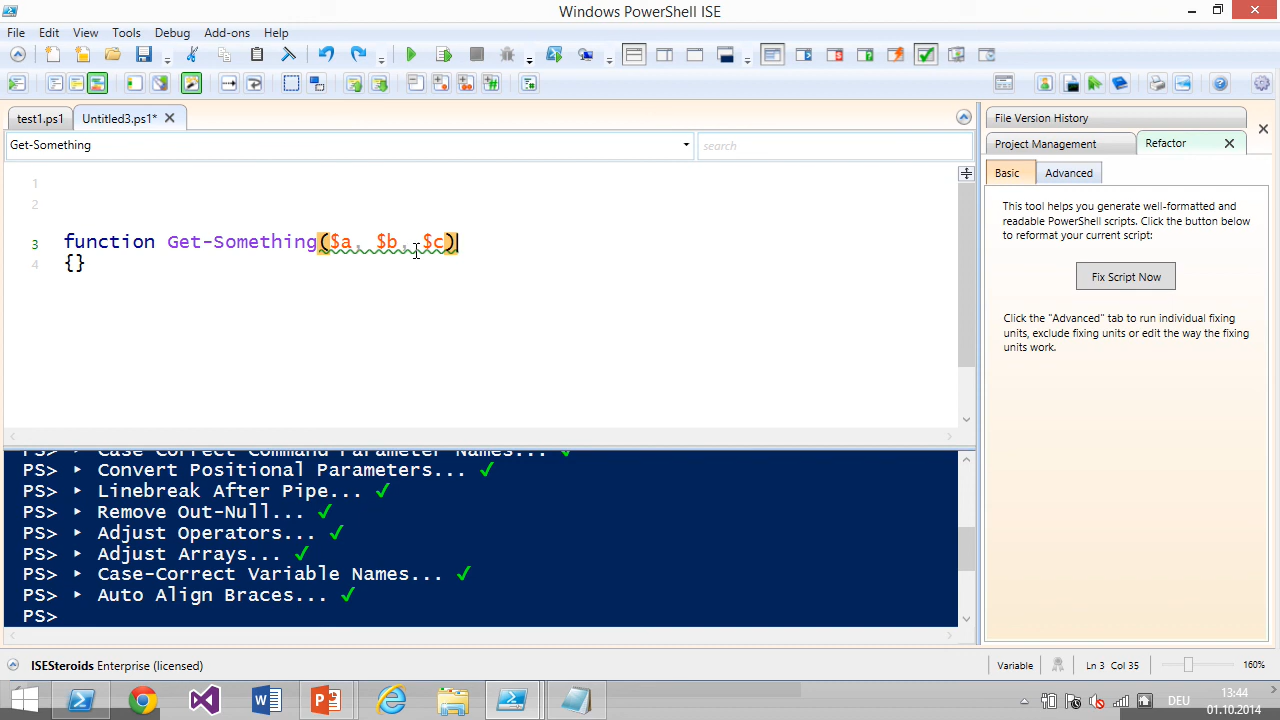 Windows PowerShell ISE
File Edit View Tools Debug Add-ons Help
test1.ps1 Untitled3.ps1*
Get-Something
search
1
2
3 function Get-Something($a, $b, $c)
4 {}
File Version History
Project Management Refactor
Basic Advanced
This tool helps you generate well-formatted and
readable PowerShell scripts. Click the button below
to reformat your current script:
Fix Script Now
Click the "Advanced" tab to run individual fixing
units, exclude fixing units or edit the way the fixing
units work.
PS> ▸ Case Correct Command Parameter Names... ✓
PS> ▸ Convert Positional Parameters... ✓
PS> ▸ Linebreak After Pipe... ✓
PS> ▸ Remove Out-Null... ✓
PS> ▸ Adjust Operators... ✓
PS> ▸ Adjust Arrays... ✓
PS> ▸ Case-Correct Variable Names... ✓
PS> ▸ Auto Align Braces... ✓
PS>
ISESteroids Enterprise (licensed)
Variable
Ln 3 Col 35
160%
DEU
13:44
01.10.2014